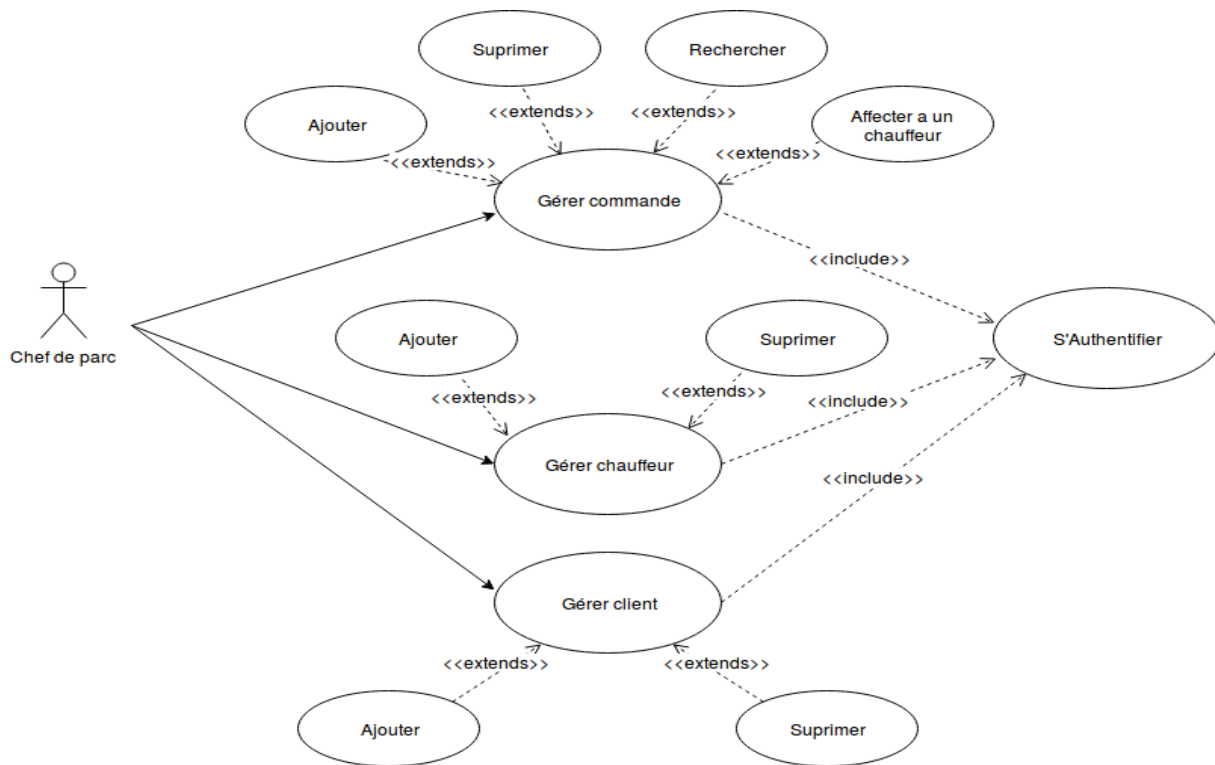 Suprimer
Rechercher
<<extends>>
<<extends>>
Ajouter
Affecter a un
chauffeur
<<extends>>
<<extends>>
Gérer commande
<<include>>
Chef de parc
Ajouter
Suprimer
S'Authentifier
<<extends>>
<<extends>>
<<include>>
Gérer chauffeur
<<include>>
Gérer client
<<extends>>
<<extends>>
Ajouter
Suprimer